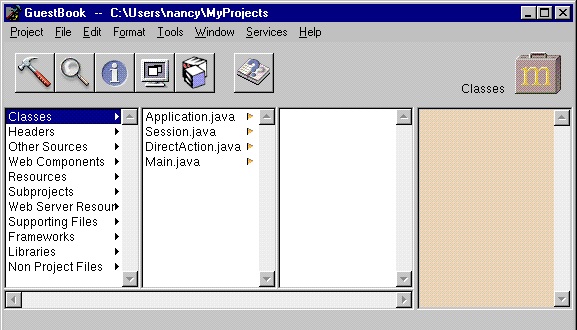 GuestBook -- C:\Users\nancy\MyProjects
Project File Edit Format Tools Window Services Help
Classes
m
Classes
Headers
Other Sources
Web Components
Resources
Subprojects
Web Server Resour
Supporting Files
Frameworks
Libraries
Non Project Files
Application.java
Session.java
DirectAction.java
Main.java